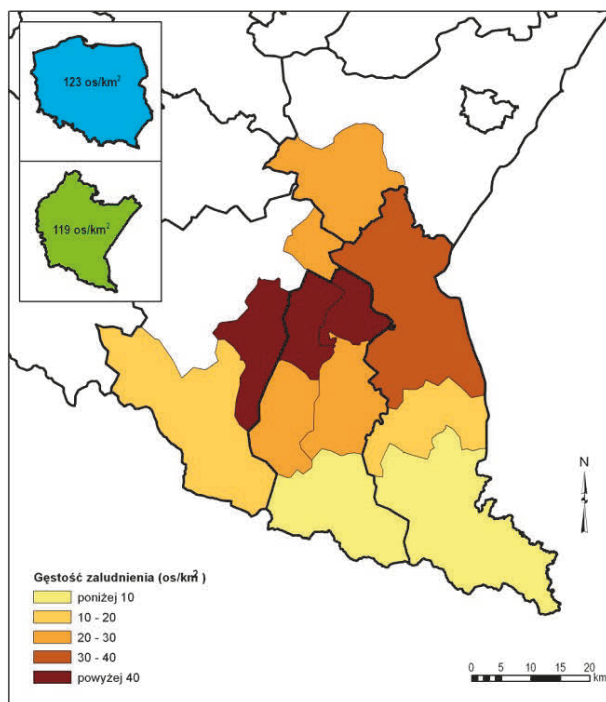 123 os/km²
119 os/km²
N
Gęstość zaludnienia (os/km²)
poniżej 10
10 - 20
20 - 30
30 - 40
powyżej 40
0 5 10 15 20
km